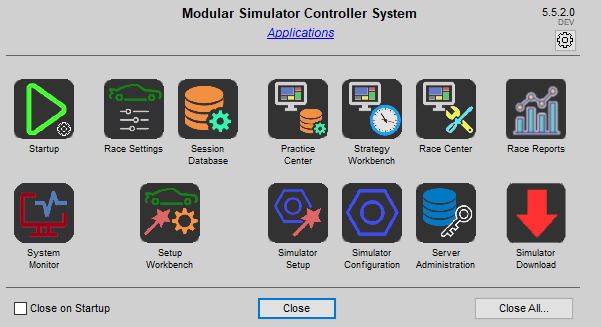 Modular Simulator Controller System
5.5.2.0
DEV
Applications
Startup
Race Settings
Session
Database
Practice
Center
Strategy
Workbench
Race Center
Race Reports
System
Monitor
Setup
Workbench
Simulator
Setup
Simulator
Configuration
Server
Administration
Simulator
Download
Close on Startup
Close
Close All...